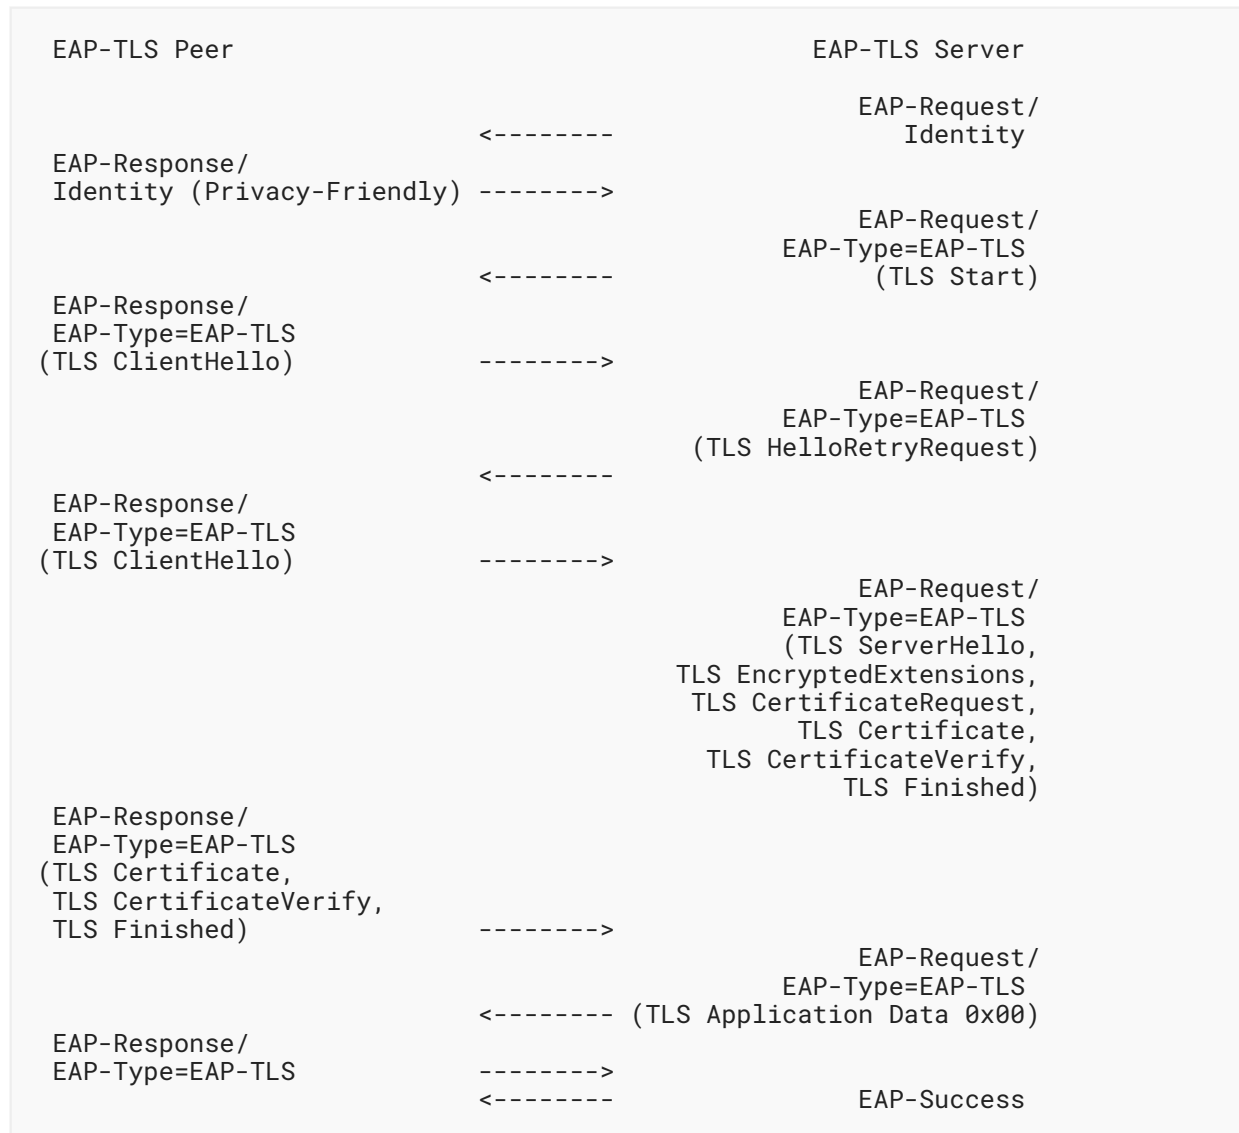 EAP-TLS Peer                                      EAP-TLS Server
                                                     EAP-Request/
                            <--------                   Identity
EAP-Response/
Identity (Privacy-Friendly) -------->
                                                     EAP-Request/
                                                EAP-Type=EAP-TLS
                            <--------                 (TLS Start)
EAP-Response/
EAP-Type=EAP-TLS
(TLS ClientHello)            -------->
                                                     EAP-Request/
                                                EAP-Type=EAP-TLS
                                          (TLS HelloRetryRequest)
                            <--------
EAP-Response/
EAP-Type=EAP-TLS
(TLS ClientHello)            -------->
                                                     EAP-Request/
                                                EAP-Type=EAP-TLS
                                                (TLS ServerHello,
                                         TLS EncryptedExtensions,
                                          TLS CertificateRequest,
                                                 TLS Certificate,
                                           TLS CertificateVerify,
                                                    TLS Finished)
EAP-Response/
EAP-Type=EAP-TLS
(TLS Certificate,
TLS CertificateVerify,
TLS Finished)               -------->
                                                     EAP-Request/
                                                EAP-Type=EAP-TLS
                            <-------- (TLS Application Data 0x00)
EAP-Response/
EAP-Type=EAP-TLS            -------->
                            <--------                EAP-Success